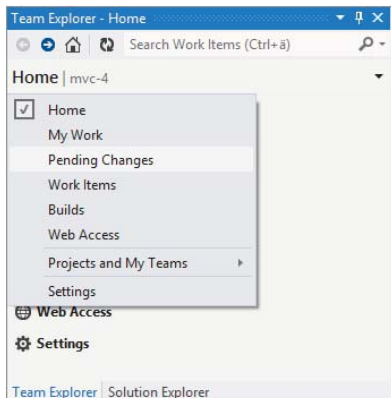 Team Explorer - Home
Search Work Items (Ctrl+ä)
Home | mvc-4
Home
My Work
Pending Changes
Work Items
Builds
Web Access
Projects and My Teams
Settings
Web Access
Settings
Team Explorer Solution Explorer